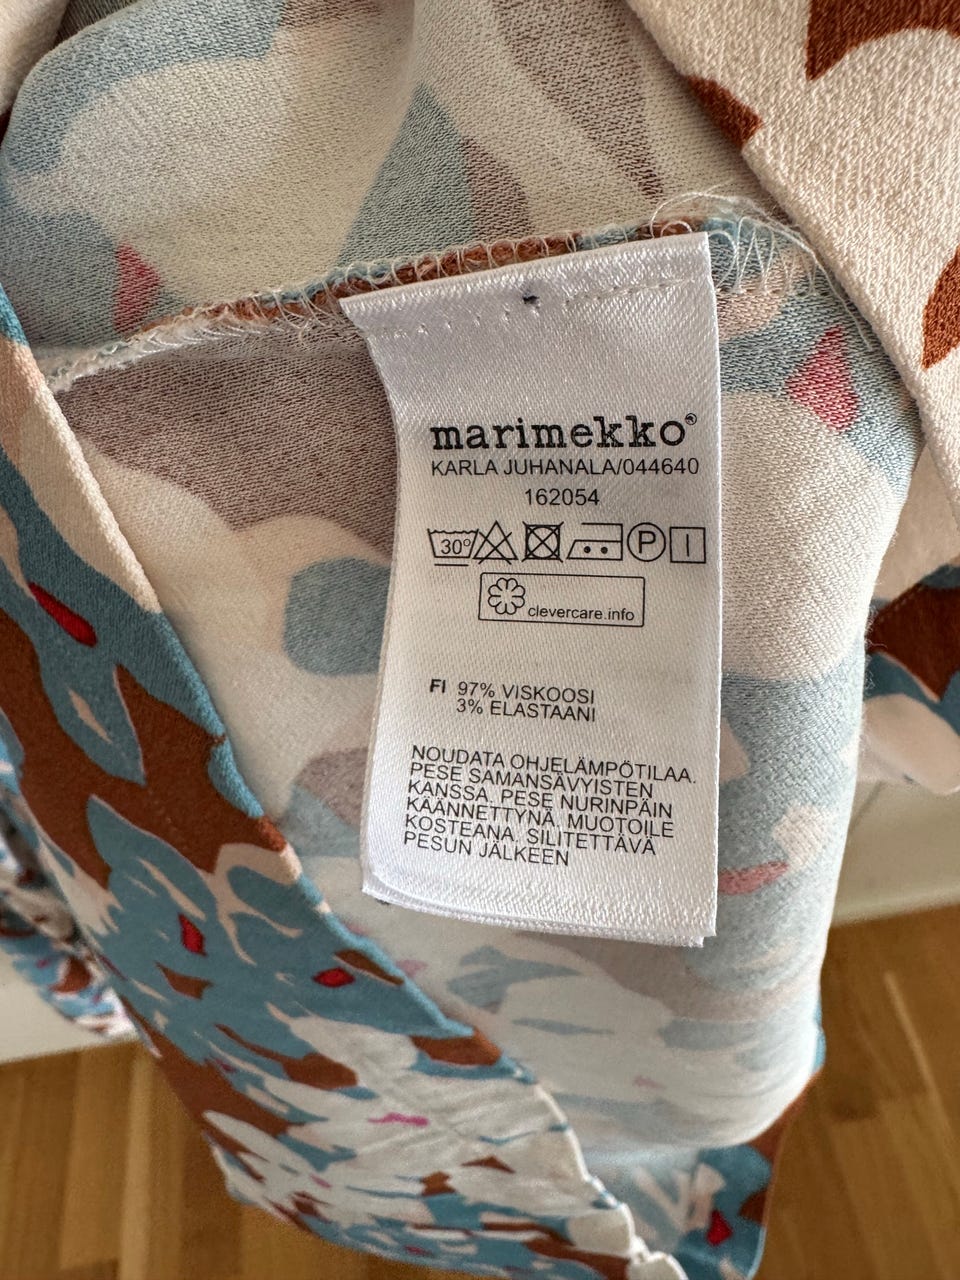 marimekko®
KARLA JUHANALA/044640
162054
30°
P
clevercare.info
FI 97% VISKOOSI
3% ELASTAANI
NOUDATA OHJELÄMPÖTILAA.
PESE SAMANSÄVYISTEN
KANSSA. PESE NURINPÄIN
KÄÄNNETTYNÄ. MUOTOILE
KOSTEANA. SILITETTÄVÄ
PESUN JÄLKEEN